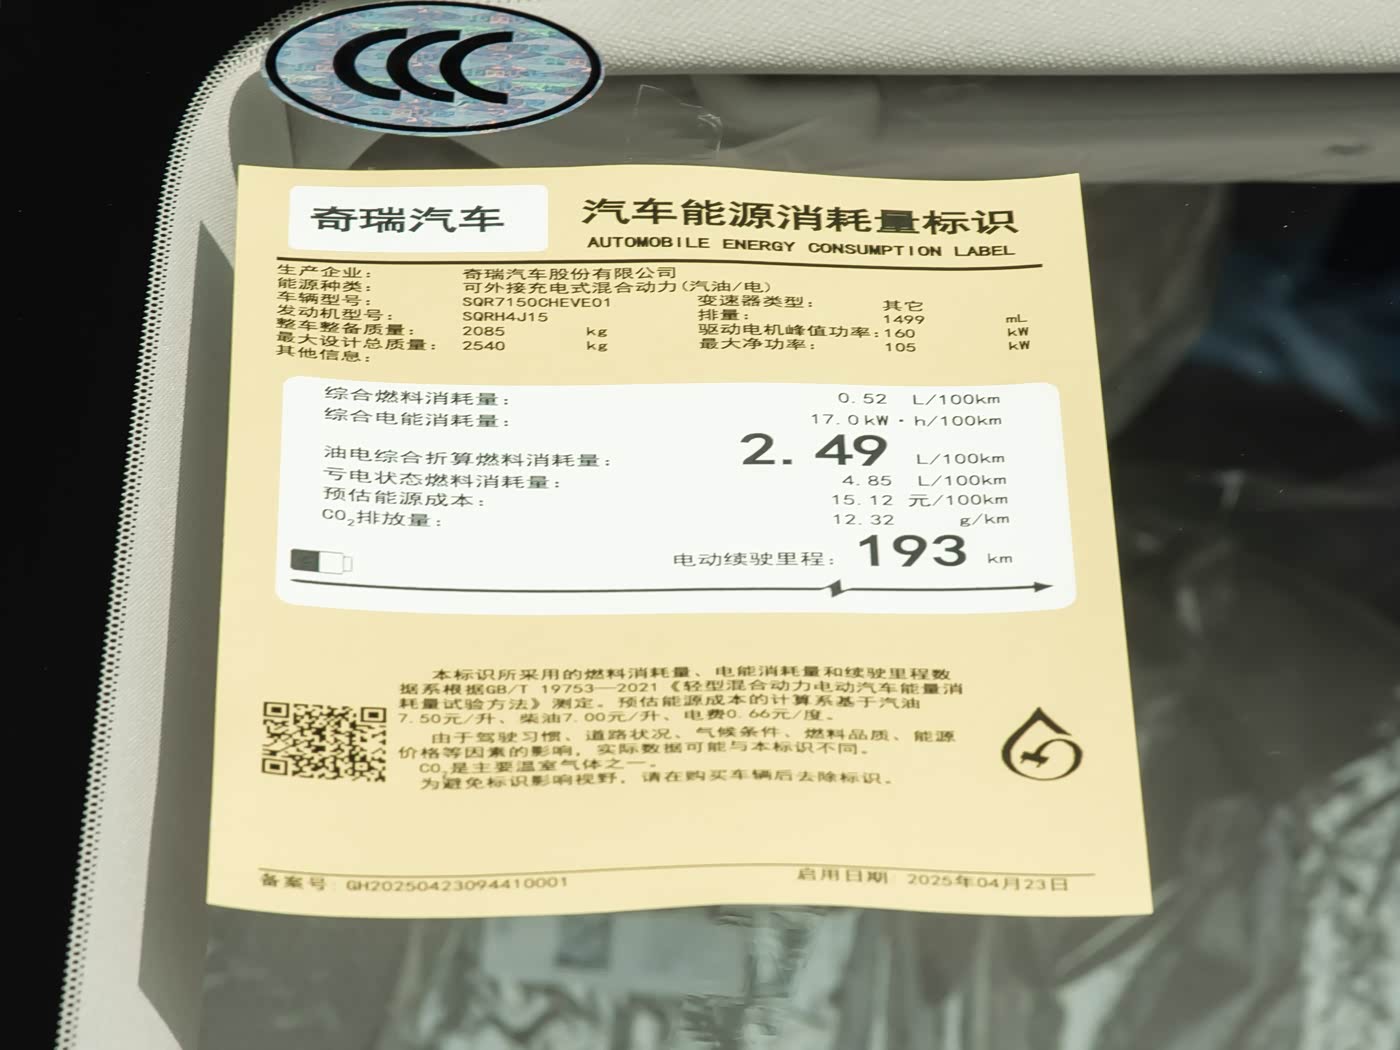 CCC
奇瑞汽车
汽车能源消耗量标识
AUTOMOBILE ENERGY CONSUMPTION LABEL
生产企业: 奇瑞汽车股份有限公司
能源种类: 可外接充电式混合动力(汽油/电)
车辆型号: SQR7150CHEVE01 变速器类型: 其它
发动机型号: SQRH4J15 排量: 1499 mL
整车整备质量: 2085 kg 驱动电机峰值功率: 160 kW
最大设计总质量: 2540 kg 最大净功率: 105 kW
其他信息:
综合燃料消耗量: 0.52 L/100km
综合电能消耗量: 17.0 kW·h/100km
油电综合折算燃料消耗量: 2.49 L/100km
亏电状态燃料消耗量: 4.85 L/100km
预估能源成本: 15.12 元/100km
CO2排放量: 12.32 g/km
电动续驶里程: 193 km
本标识所采用的燃料消耗量、电能消耗量和续驶里程数
据系根据GB/T 19753—2021《轻型混合动力电动汽车能量消
耗量试验方法》测定。预估能源成本的计算系基于汽油
7.50元/升、柴油7.00元/升、电费0.66元/度。
由于驾驶习惯、道路状况、气候条件、燃料品质、能源
价格等因素的影响，实际数据可能与本标识不同。
CO2是主要温室气体之一。
为避免标识影响视野，请在购买车辆后去除标识。
备案号: GH20250423094410001
启用日期 2025年04月23日